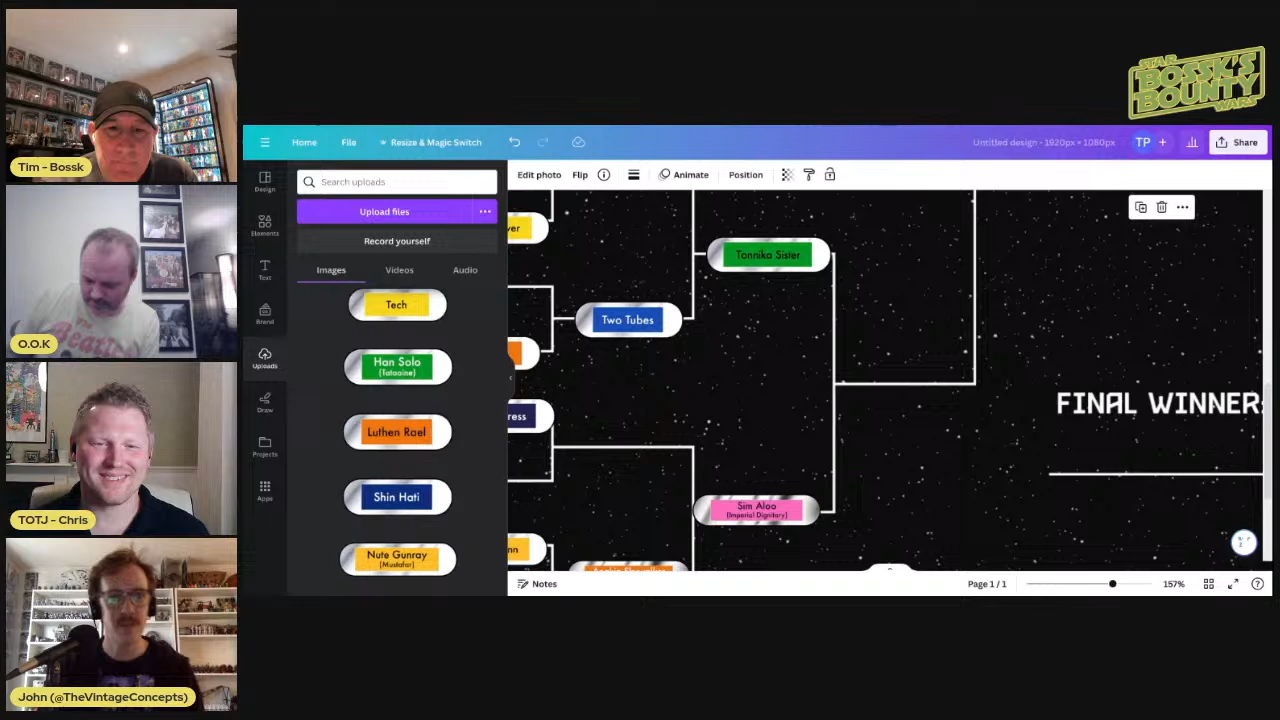 STAR
BOSSK'S
BOUNTY
WARS
Home
File
Resize & Magic Switch
Untitled design - 1920px × 1080px
TP
+
Share
Tim - Bossk
Design
Elements
Text
Brand
Uploads
Draw
Projects
Apps
Search uploads
Upload files
Record yourself
Images
Videos
Audio
Tech
Han Solo
(Tatooine)
Luthen Rael
Shin Hati
Nute Gunray
(Mustafar)
Edit photo
Flip
Animate
Position
ver
Tonnika Sister
Two Tubes
ress
FINAL WINNER
Sim Aloo
(Imperial Dignitary)
nn
Notes
Page 1 / 1
157%
O.O.K
TOTJ - Chris
John (@TheVintageConcepts)